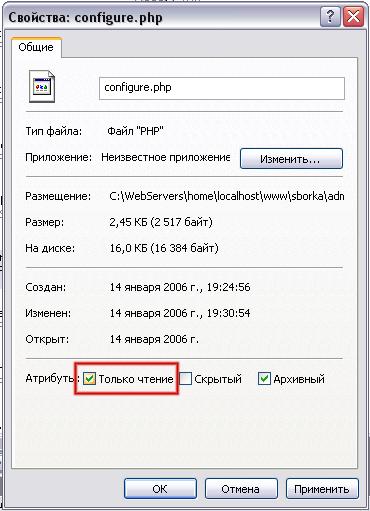 Свойства: configure.php
Общие
configure.php
Тип файла: Файл "PHP"
Приложение: Неизвестное приложение Изменить...
Размещение: C:\WebServers\home\localhost\www\sborka\adn
Размер: 2,45 КБ (2 517 байт)
На диске: 16,0 КБ (16 384 байт)
Создан: 14 января 2006 г., 19:24:56
Изменен: 14 января 2006 г., 19:30:54
Открыт: 14 января 2006 г.
Атрибуты: Только чтение Скрытый Архивный
ОК Отмена Применить